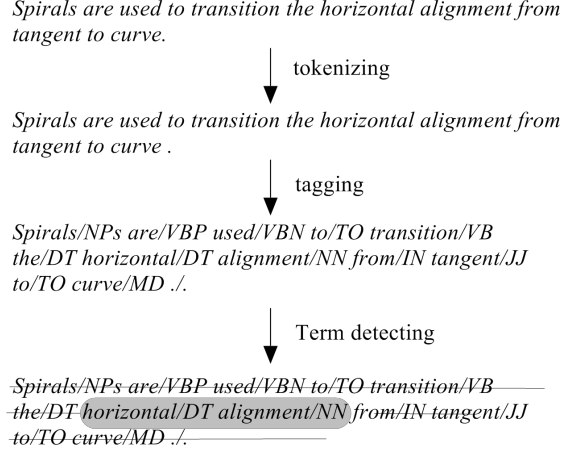 Spirals are used to transition the horizontal alignment from
tangent to curve.
tokenizing
Spirals are used to transition the horizontal alignment from
tangent to curve .
tagging
Spirals/NPs are/VBP used/VBN to/TO transition/VB
the/DT horizontal/DT alignment/NN from/IN tangent/JJ
to/TO curve/MD ./.
Term detecting
Spirals/NPs are/VBP used/VBN to/TO transition/VB
the/DT horizontal/DT alignment/NN from/IN tangent/JJ
to/TO curve/MD ./.